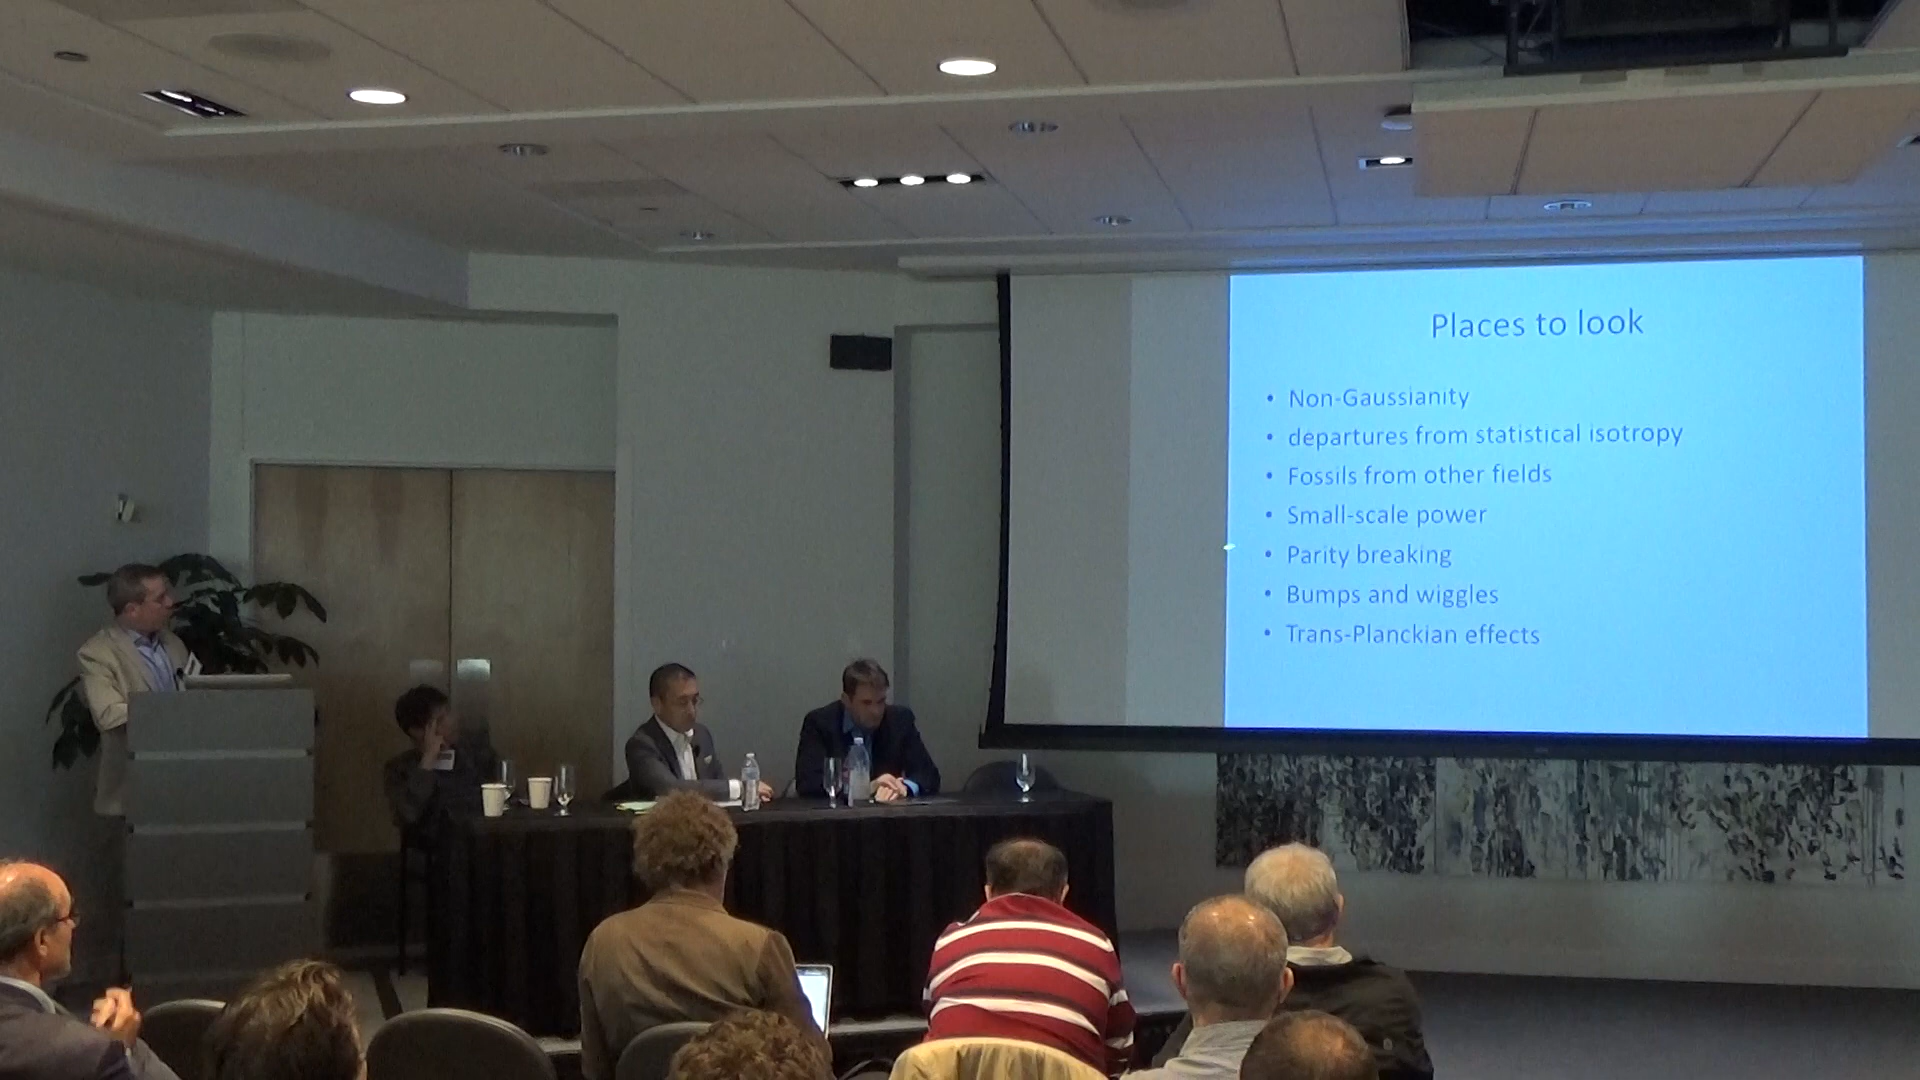 Places to look
• Non-Gaussianity
• departures from statistical isotropy
• Fossils from other fields
• Small-scale power
• Parity breaking
• Bumps and wiggles
• Trans-Planckian effects